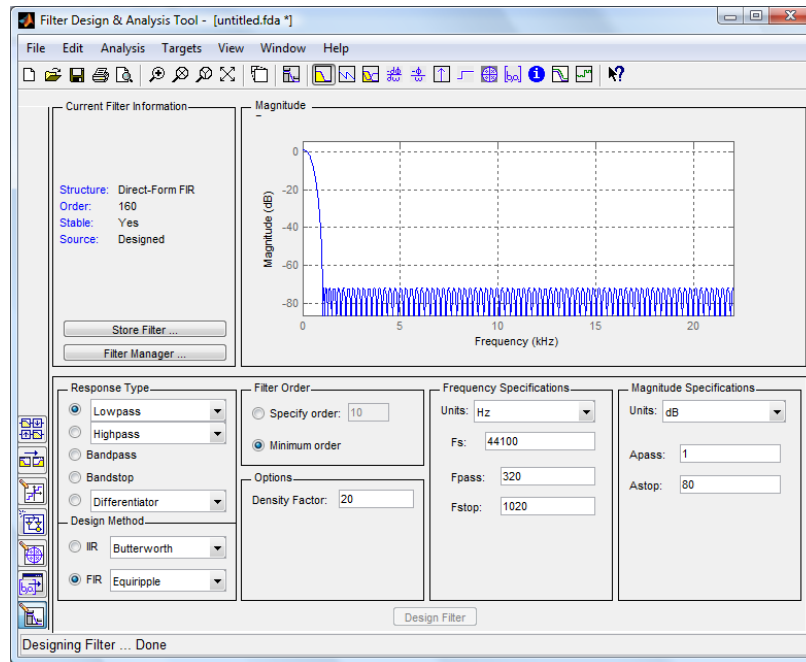 Filter Design & Analysis Tool - [untitled.fda *]
File Edit Analysis Targets View Window Help
Current Filter Information
Structure: Direct-Form FIR
Order: 160
Stable: Yes
Source: Designed
Store Filter ...
Filter Manager ...
Magnitude
Magnitude (dB)
0
-20
-40
-60
-80
0 5 10 15 20
Frequency (kHz)
Response Type
Lowpass
Highpass
Bandpass
Bandstop
Differentiator
Design Method
IIR Butterworth
FIR Equiripple
Filter Order
Specify order: 10
Minimum order
Options
Density Factor: 20
Frequency Specifications
Units: Hz
Fs: 44100
Fpass: 320
Fstop: 1020
Magnitude Specifications
Units: dB
Apass: 1
Astop: 80
Design Filter
Designing Filter ... Done